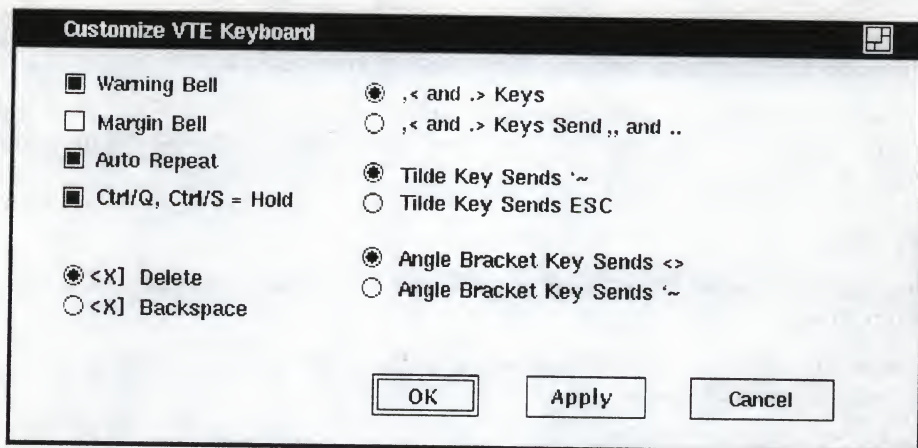 Customize VTE Keyboard
Warning Bell
Margin Bell
Auto Repeat
Ctrl/Q, Ctrl/S = Hold
<X] Delete
<X] Backspace
,< and .> Keys
,< and .> Keys Send ,, and ..
Tilde Key Sends `~
Tilde Key Sends ESC
Angle Bracket Key Sends <>
Angle Bracket Key Sends `~
OK
Apply
Cancel